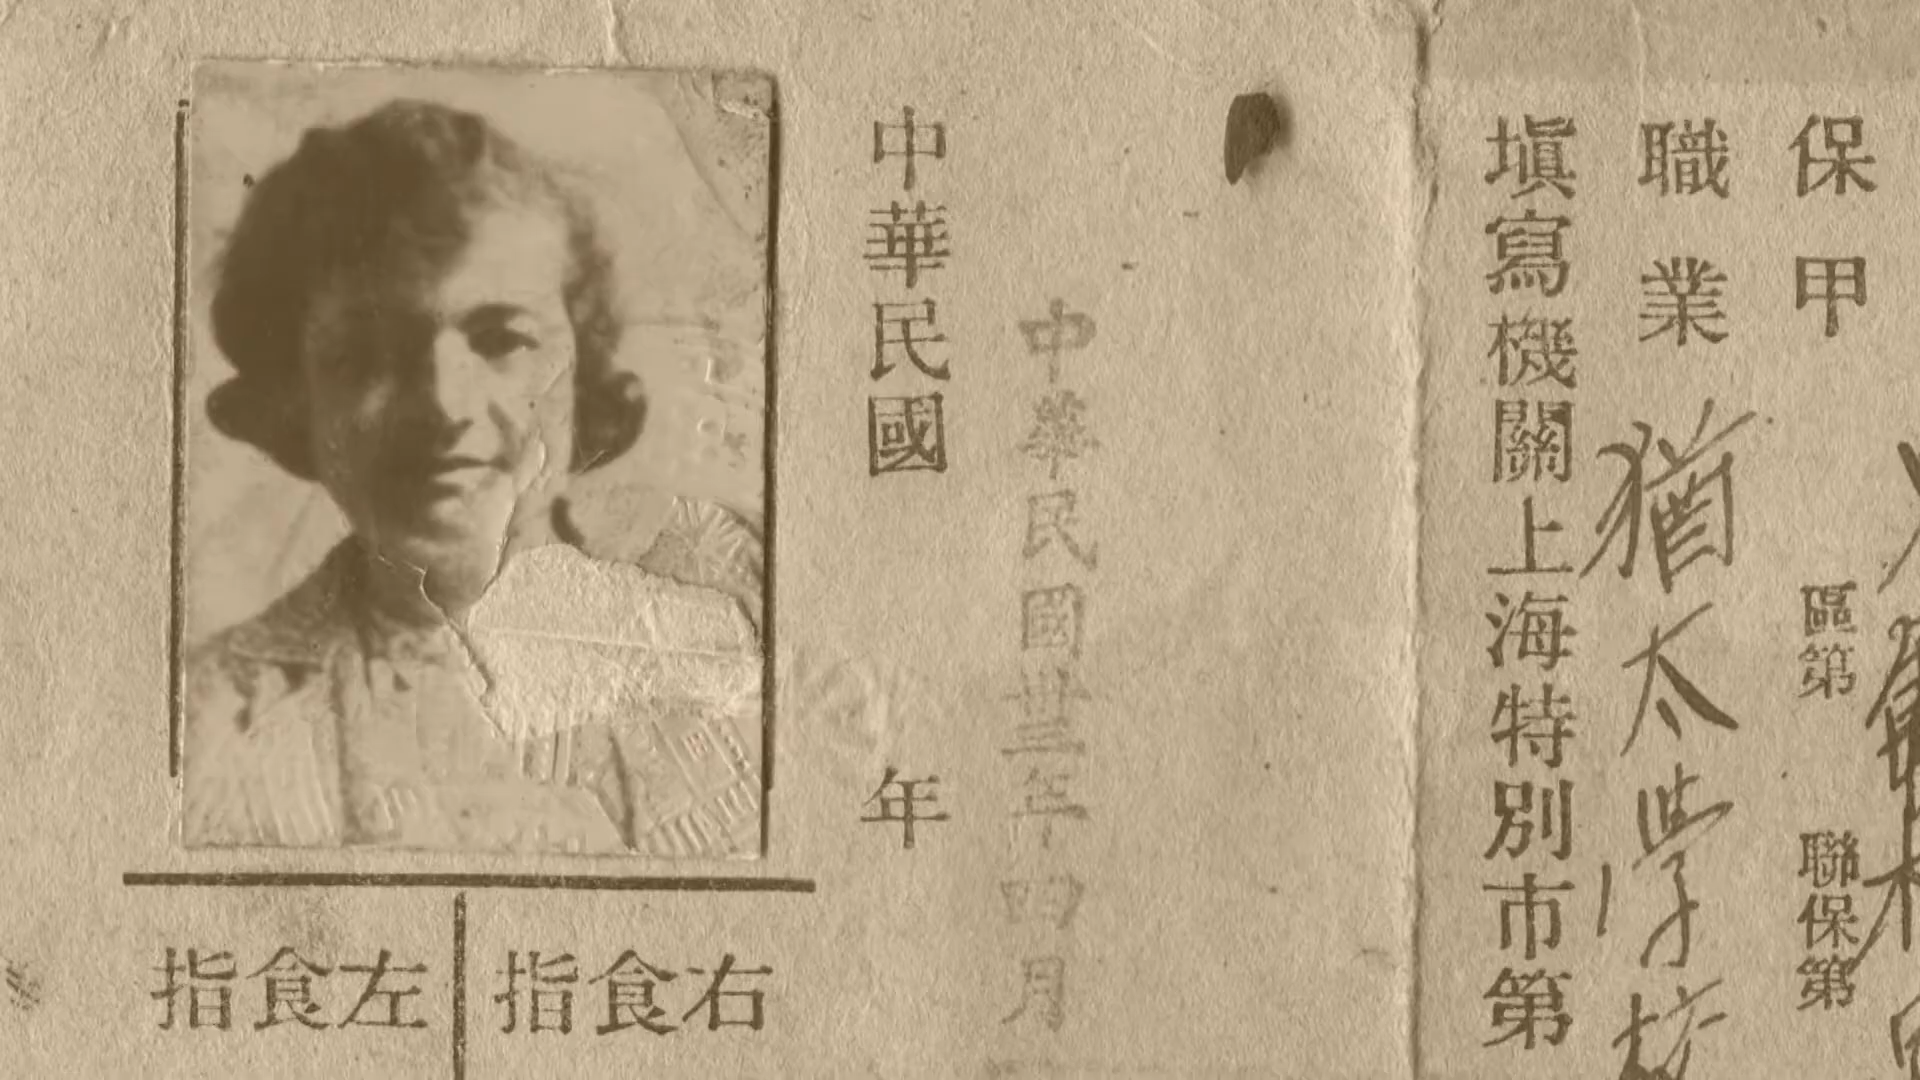 保甲
區第
聯保第
職業
猶太學校
塡寫機關上海特別市第
中華民國卅三年四月
中華民國 年
指食左
指食右